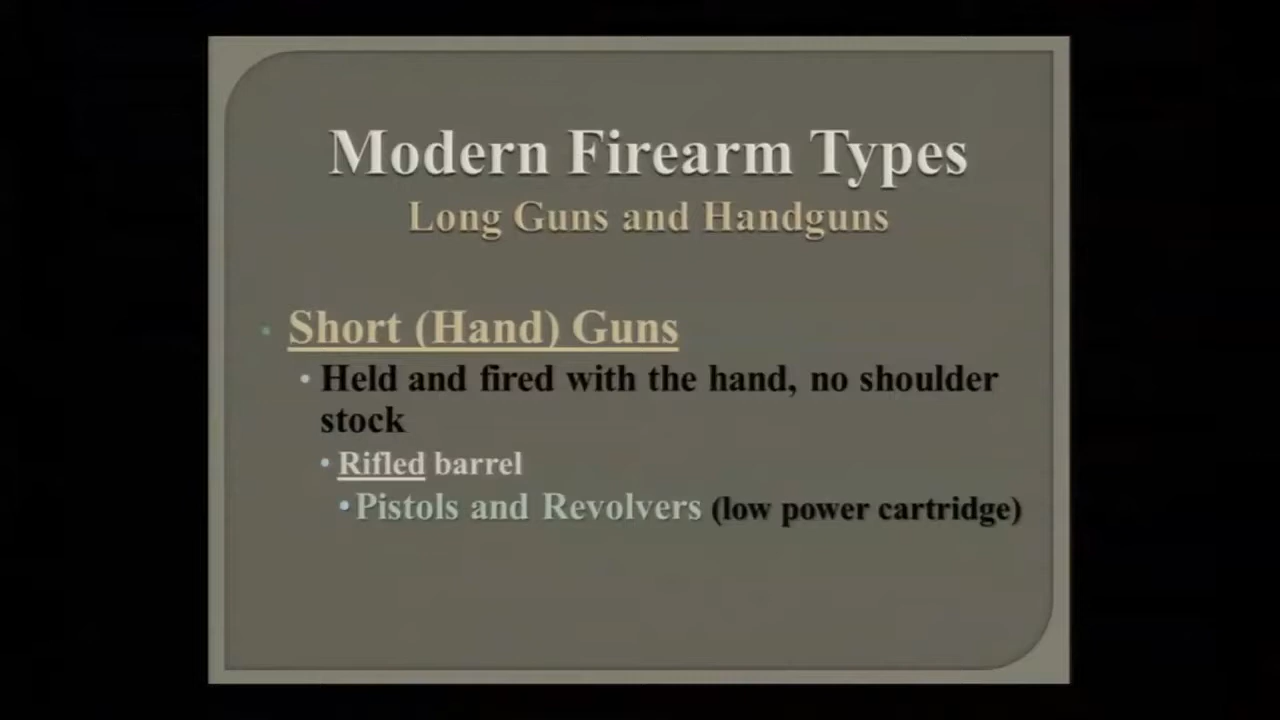 Modern Firearm Types
Long Guns and Handguns
• Short (Hand) Guns
• Held and fired with the hand, no shoulder
stock
• Rifled barrel
• Pistols and Revolvers (low power cartridge)